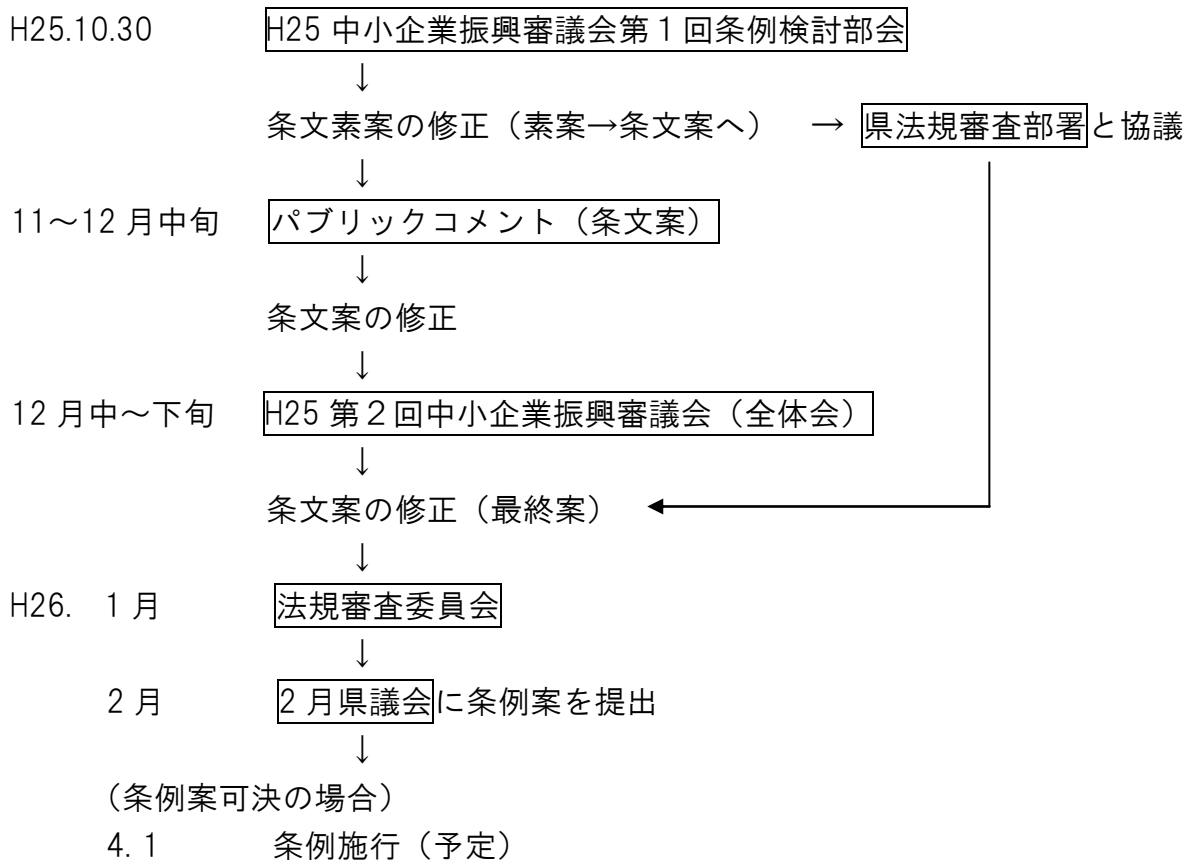 H25.10.30 H25 中小企業振興審議会第１回条例検討部会
↓
条文素案の修正（素案→条文案へ） → 県法規審査部署と協議
↓
11～12 月中旬 パブリックコメント（条文案）
↓
条文案の修正
↓
12 月中～下旬 H25 第２回中小企業振興審議会（全体会）
↓
条文案の修正（最終案）
↓
H26. 1 月 法規審査委員会
↓
2 月 2 月県議会に条例案を提出
↓
（条例案可決の場合）
4. 1 条例施行（予定）